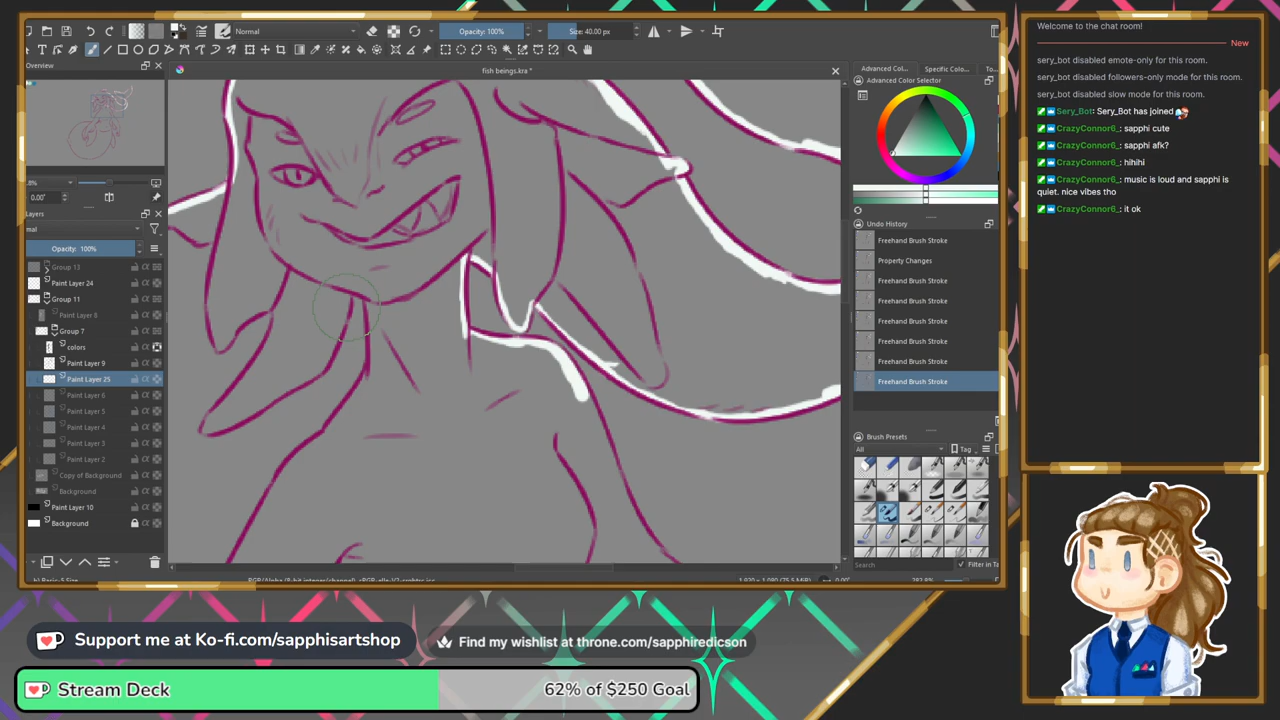 Normal
Opacity: 100%
Size: 40.00 px
Overview
fish beings.kra *
Advanced Col...
Specific Colo...
To...
Advanced Color Selector
0.00°
Layers
Opacity: 100%
Group 13
Paint Layer 24
Group 11
Paint Layer 8
Group 7
colors
Paint Layer 9
Paint Layer 25
Paint Layer 6
Paint Layer 5
Paint Layer 4
Paint Layer 3
Paint Layer 2
Copy of Background
Background
Paint Layer 10
Background
Undo History
Freehand Brush Stroke
Property Changes
Freehand Brush Stroke
Freehand Brush Stroke
Freehand Brush Stroke
Freehand Brush Stroke
Freehand Brush Stroke
Freehand Brush Stroke
Brush Presets
All
Tag
Search
Filter in Ta
Welcome to the chat room!
New
sery_bot disabled emote-only for this room.
sery_bot disabled followers-only mode for this room.
sery_bot disabled slow mode for this room.
Sery_Bot: Sery_Bot has joined
CrazyConnor6_: sapphi cute
CrazyConnor6_: sapphi afk?
CrazyConnor6_: hihihi
CrazyConnor6_: music is loud and sapphi is
quiet. nice vibes tho
CrazyConnor6_: it ok
Support me at Ko-fi.com/sapphisartshop
Find my wishlist at throne.com/sapphiredicson
Stream Deck
62% of $250 Goal